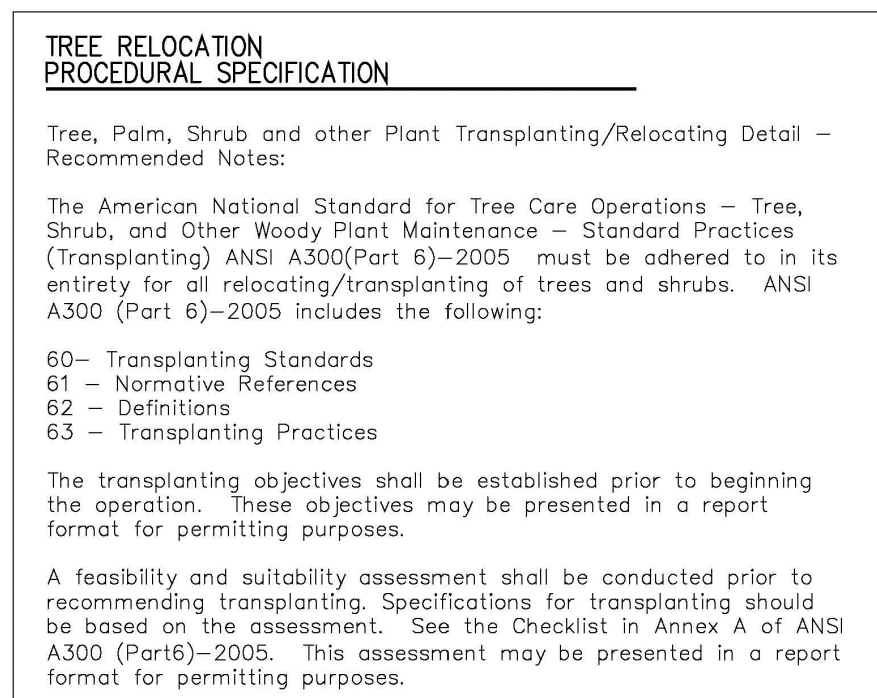 TREE RELOCATION
PROCEDURAL SPECIFICATION
Tree, Palm, Shrub and other Plant Transplanting/Relocating Detail –
Recommended Notes:
The American National Standard for Tree Care Operations – Tree,
Shrub, and Other Woody Plant Maintenance – Standard Practices
(Transplanting) ANSI A300(Part 6)–2005  must be adhered to in its
entirety for all relocating/transplanting of trees and shrubs.  ANSI
A300 (Part 6)–2005 includes the following:
60– Transplanting Standards
61 – Normative References
62 – Definitions
63 – Transplanting Practices
The transplanting objectives shall be established prior to beginning
the operation.  These objectives may be presented in a report
format for permitting purposes.
A feasibility and suitability assessment shall be conducted prior to
recommending transplanting. Specifications for transplanting should
be based on the assessment.  See the Checklist in Annex A of ANSI
A300 (Part6)–2005.  This assessment may be presented in a report
format for permitting purposes.